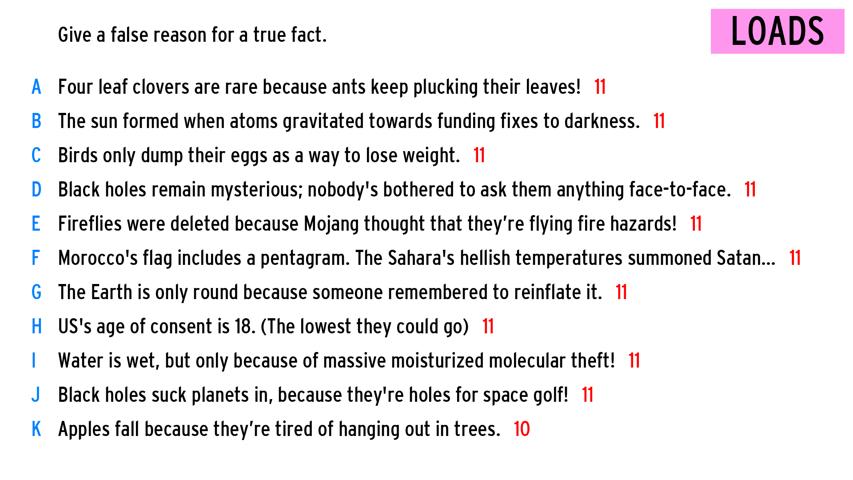 Give a false reason for a true fact.
LOADS
A Four leaf clovers are rare because ants keep plucking their leaves! 11
B The sun formed when atoms gravitated towards funding fixes to darkness. 11
C Birds only dump their eggs as a way to lose weight. 11
D Black holes remain mysterious; nobody's bothered to ask them anything face-to-face. 11
E Fireflies were deleted because Mojang thought that they’re flying fire hazards! 11
F Morocco's flag includes a pentagram. The Sahara's hellish temperatures summoned Satan... 11
G The Earth is only round because someone remembered to reinflate it. 11
H US's age of consent is 18. (The lowest they could go) 11
I Water is wet, but only because of massive moisturized molecular theft! 11
J Black holes suck planets in, because they're holes for space golf! 11
K Apples fall because they’re tired of hanging out in trees. 10